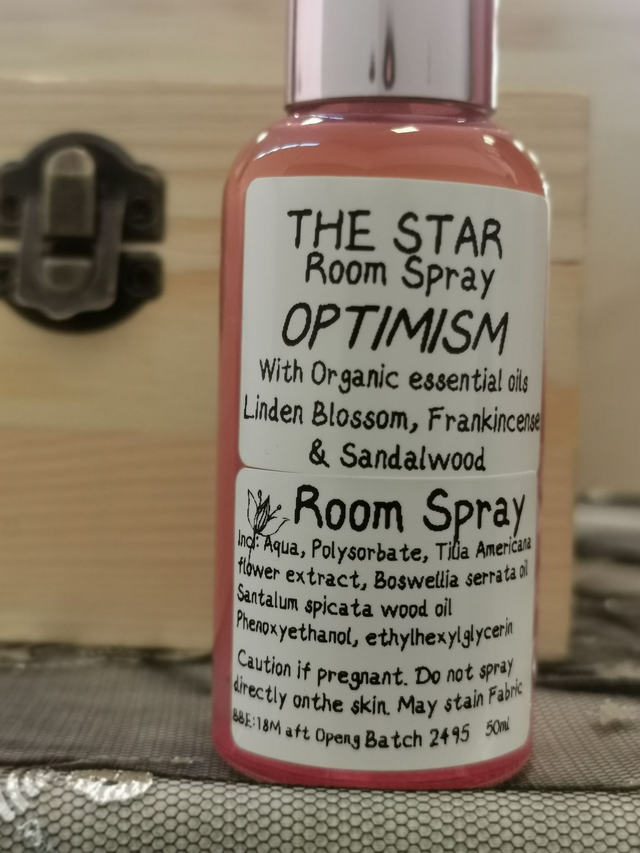 THE STAR
Room Spray
OPTIMISM
With Organic essential oils
Linden Blossom, Frankincense
& Sandalwood
Room Spray
Incl: Aqua, Polysorbate, Tilia Americana
flower extract, Boswellia serrata oil
Santalum spicata wood oil
Phenoxyethanol, ethylhexylglycerin
Caution if pregnant. Do not spray
directly onthe skin. May stain Fabric
BBE:18M aft Openg Batch 2495 50ml